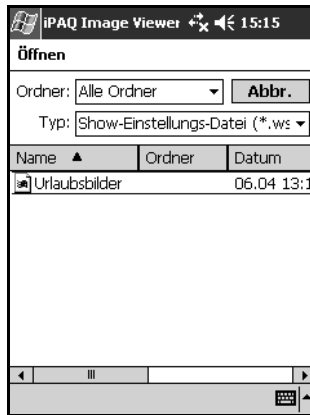 iPAQ Image Viewer 15:15
Öffnen
Ordner: Alle Ordner Abbr.
Typ: Show-Einstellungs-Datei (*.ws
Name Ordner Datum
Urlaubsbilder 06.04 13:1